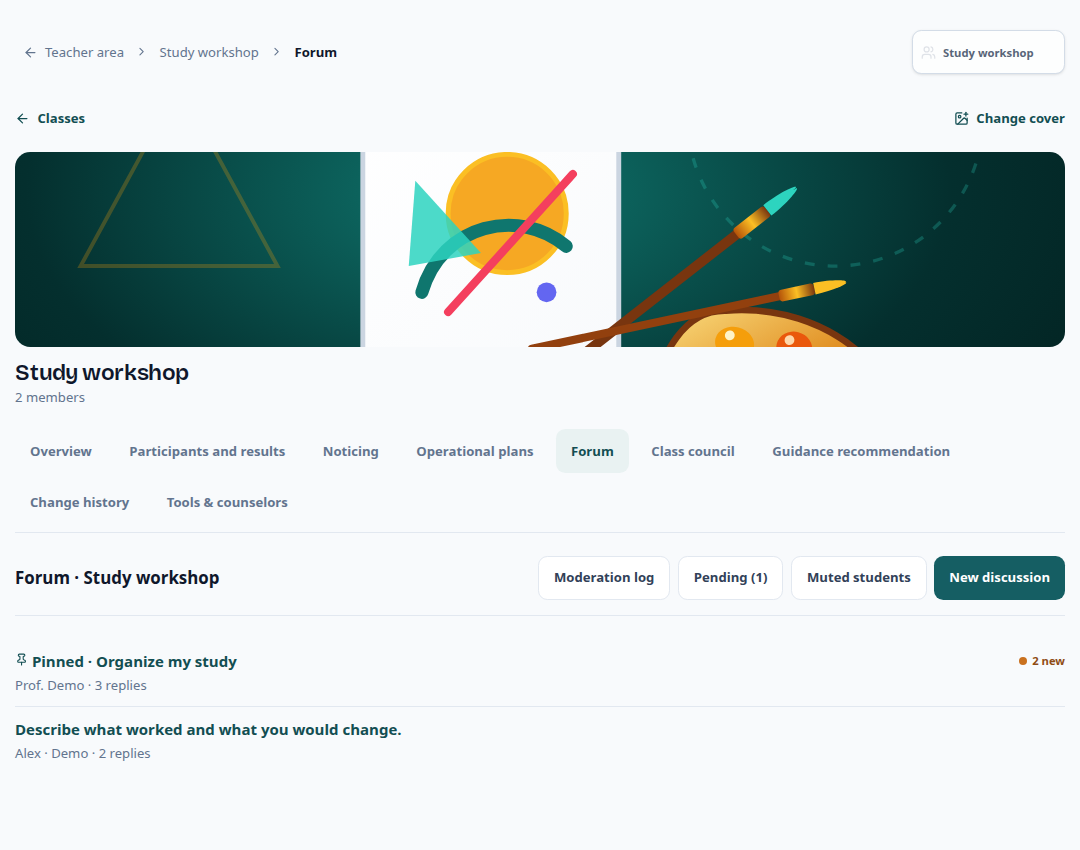 Teacher area > Study workshop > Forum
Study workshop
Classes
Change cover
Study workshop
2 members
Overview
Participants and results
Noticing
Operational plans
Forum
Class council
Guidance recommendation
Change history
Tools & counselors
Forum · Study workshop
Moderation log
Pending (1)
Muted students
New discussion
Pinned · Organize my study
2 new
Prof. Demo · 3 replies
Describe what worked and what you would change.
Alex · Demo · 2 replies